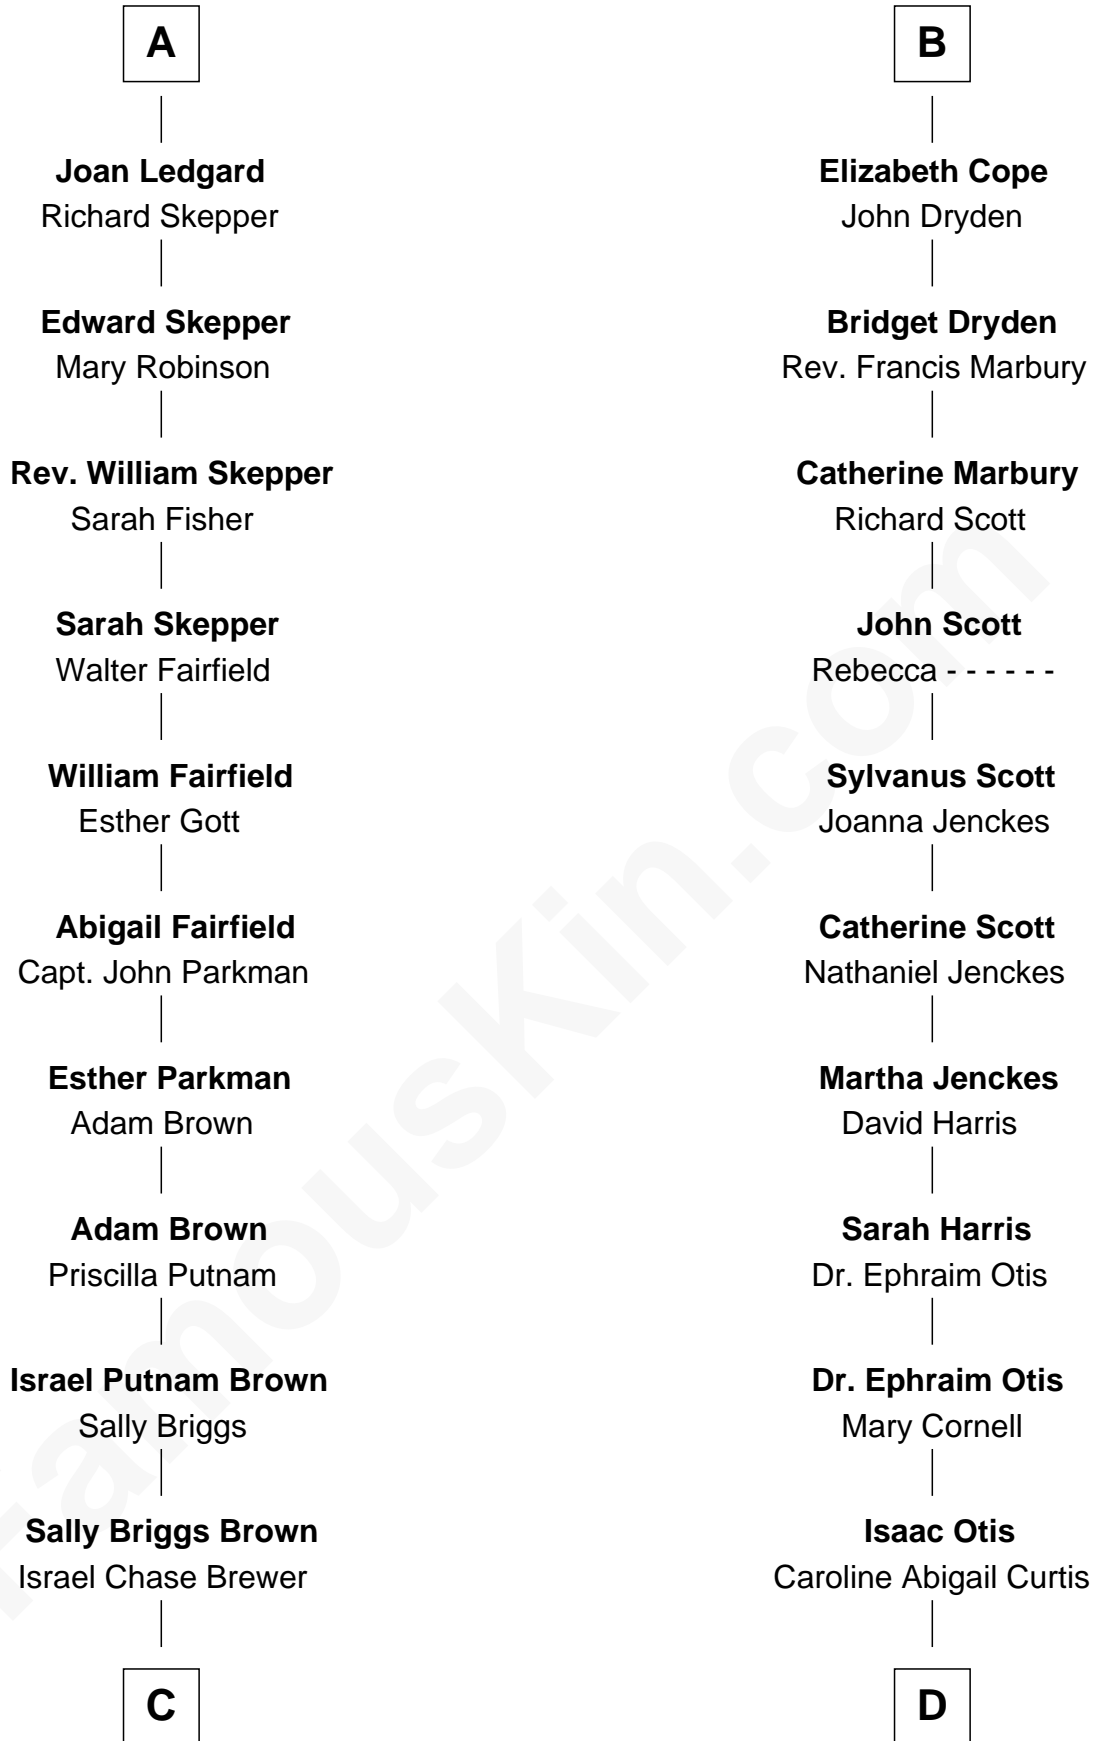 A
Joan Ledgard
Richard Skepper
Edward Skepper
Mary Robinson
Rev. William Skepper
Sarah Fisher
Sarah Skepper
Walter Fairfield
William Fairfield
Esther Gott
Abigail Fairfield
Capt. John Parkman
Esther Parkman
Adam Brown
Adam Brown
Priscilla Putnam
Israel Putnam Brown
Sally Briggs
Sally Briggs Brown
Israel Chase Brewer
C
B
Elizabeth Cope
John Dryden
Bridget Dryden
Rev. Francis Marbury
Catherine Marbury
Richard Scott
John Scott
Rebecca - - - - - -
Sylvanus Scott
Joanna Jenckes
Catherine Scott
Nathaniel Jenckes
Martha Jenckes
David Harris
Sarah Harris
Dr. Ephraim Otis
Dr. Ephraim Otis
Mary Cornell
Isaac Otis
Caroline Abigail Curtis
D
FamousKin.com